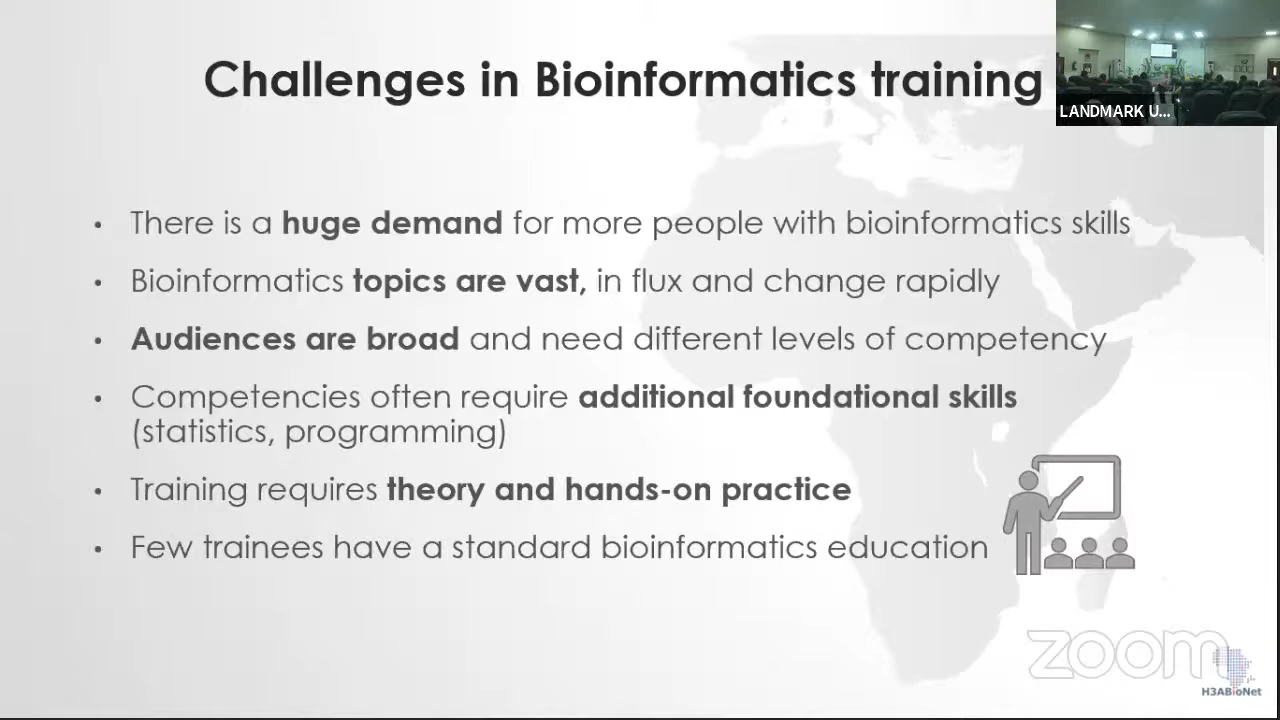 Challenges in Bioinformatics training
LANDMARK U...
• There is a huge demand for more people with bioinformatics skills
• Bioinformatics topics are vast, in flux and change rapidly
• Audiences are broad and need different levels of competency
• Competencies often require additional foundational skills
(statistics, programming)
• Training requires theory and hands-on practice
• Few trainees have a standard bioinformatics education
zoom
H3ABioNet